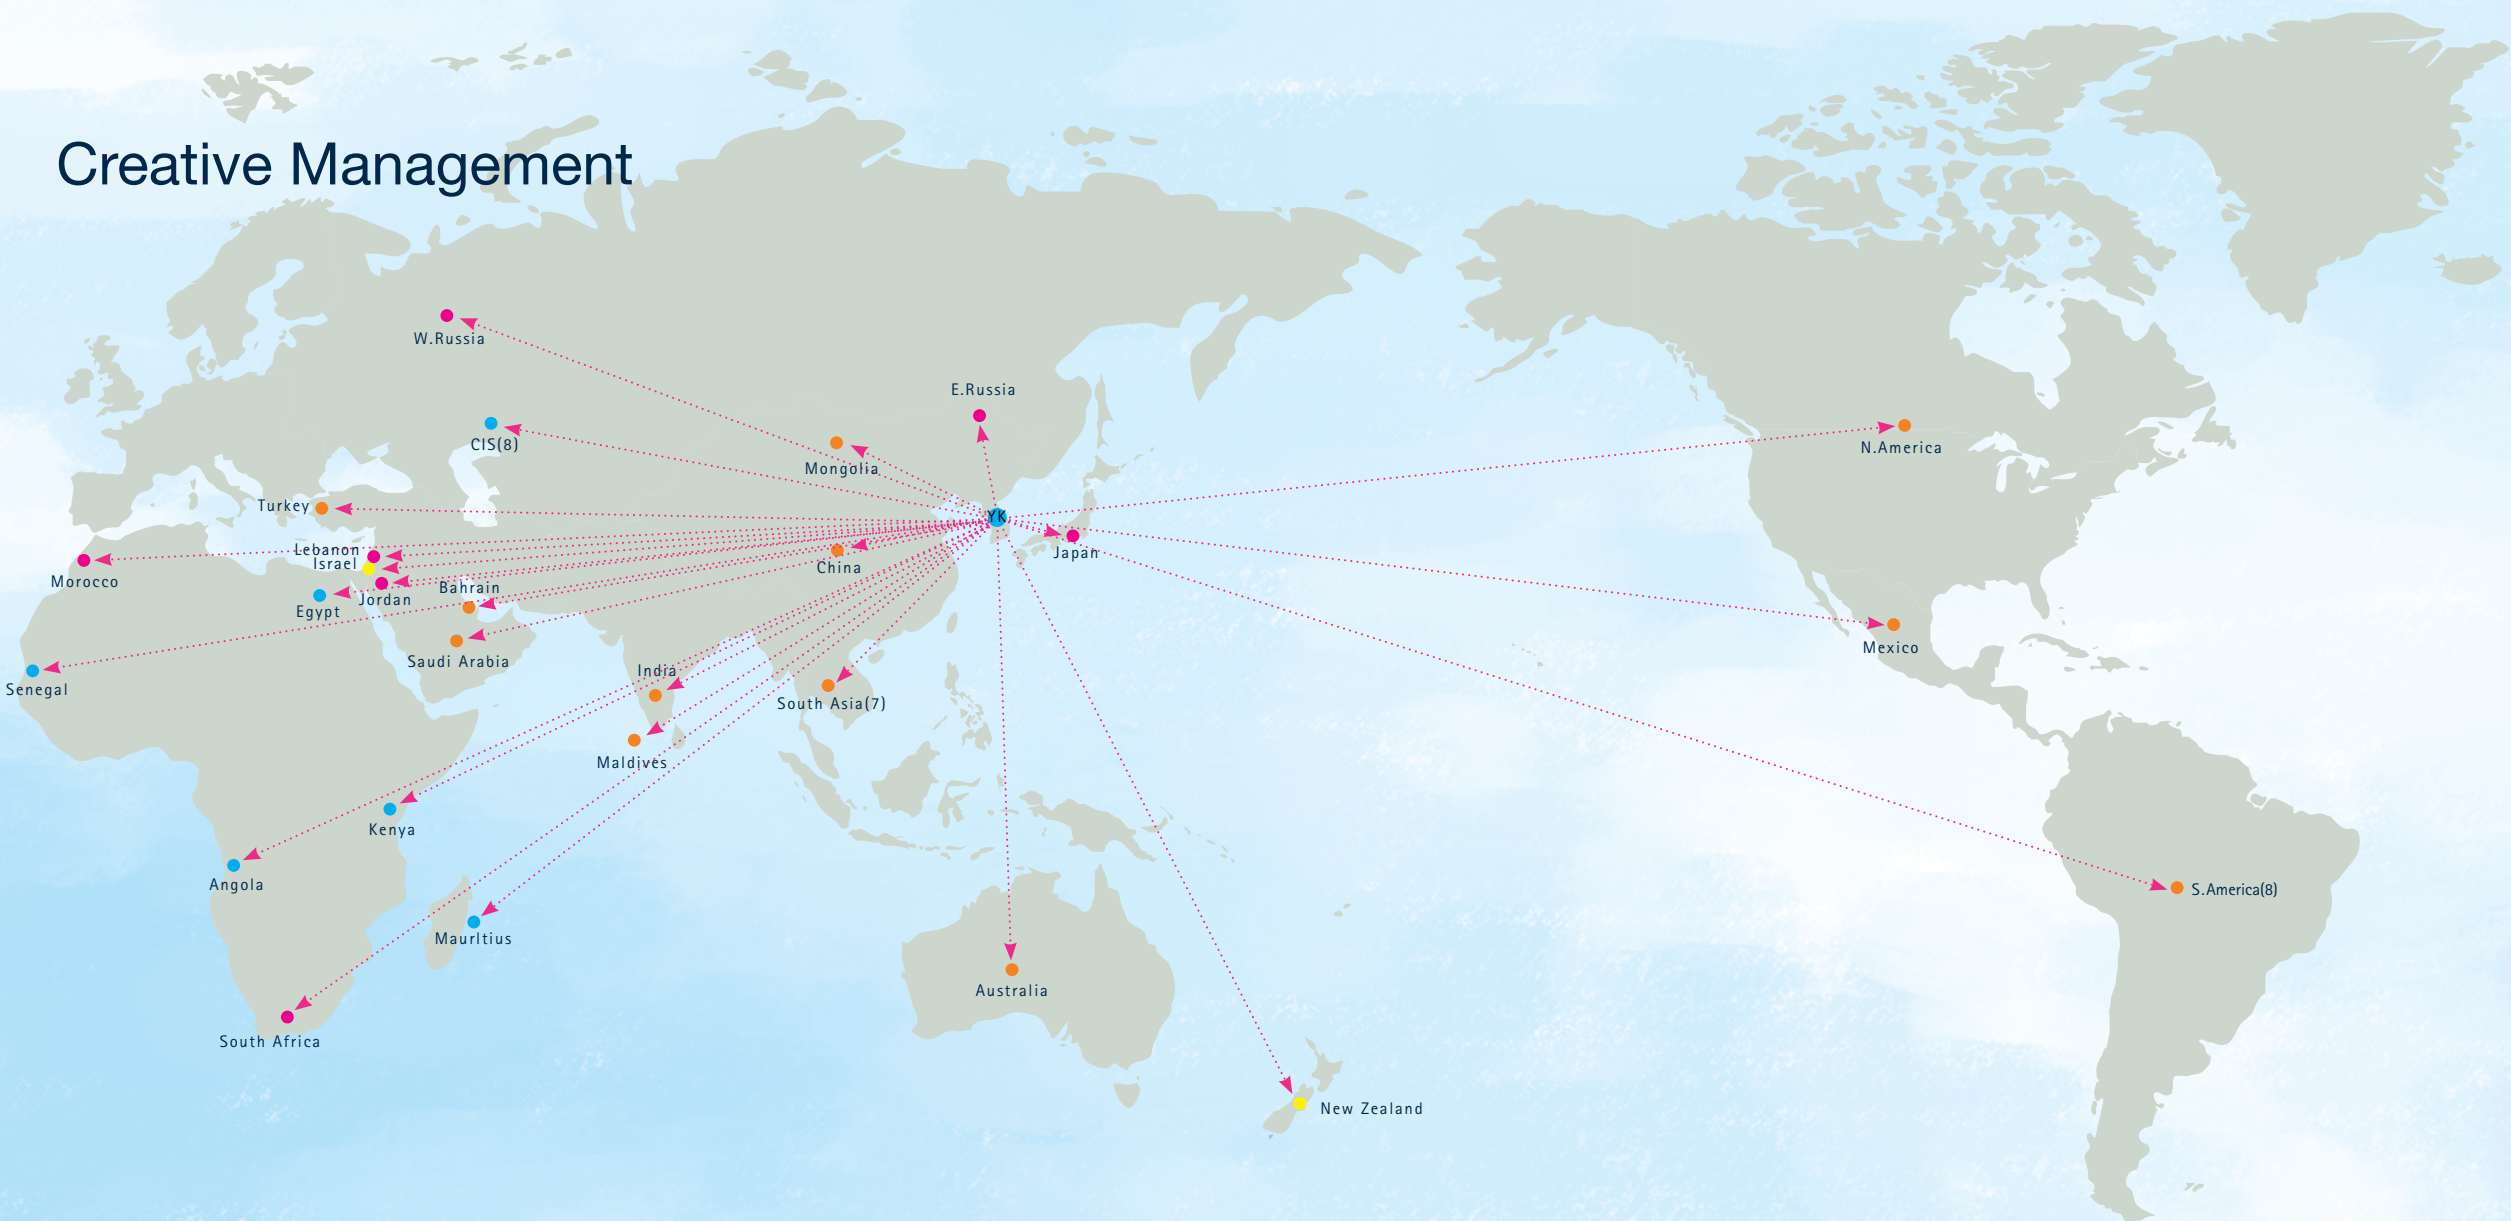 Creative Management
W.Russia
E.Russia
CIS(8)
N.America
Mongolia
Turkey
YK
Lebanon
Israel
Japan
China
Morocco
Bahrain
Jordan
Egypt
Mexico
Saudi Arabia
India
Senegal
South Asia(7)
Maldives
Kenya
Angola
S.America(8)
MaurItius
Australia
South Africa
New Zealand